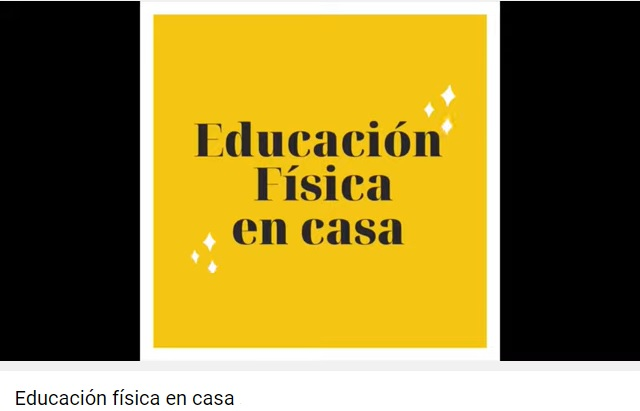 Educación
Física
en casa
Educación física en casa